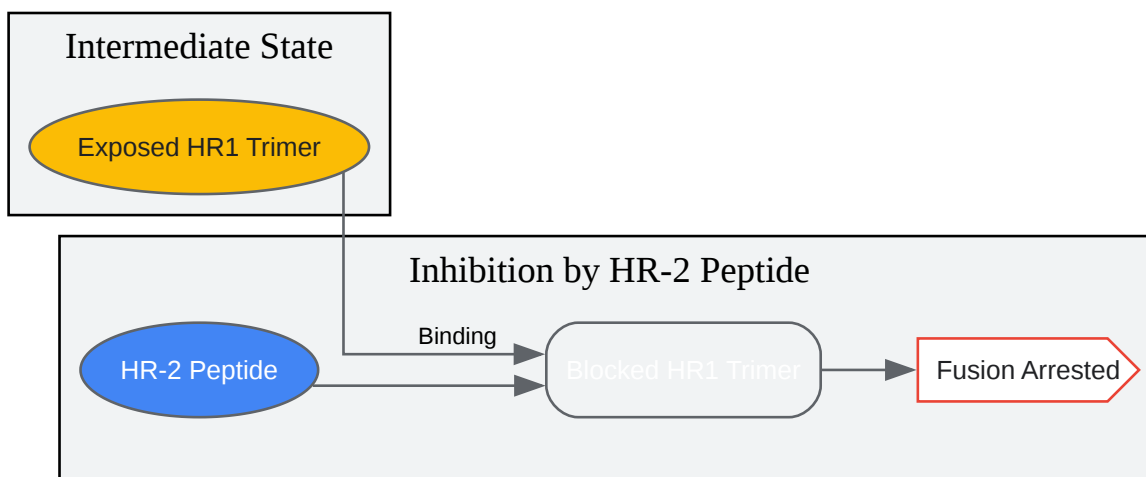 Intermediate State
Exposed HR1 Trimer
Inhibition by HR-2 Peptide
Binding
HR-2 Peptide
Blocked HR1 Trimer
Fusion Arrested